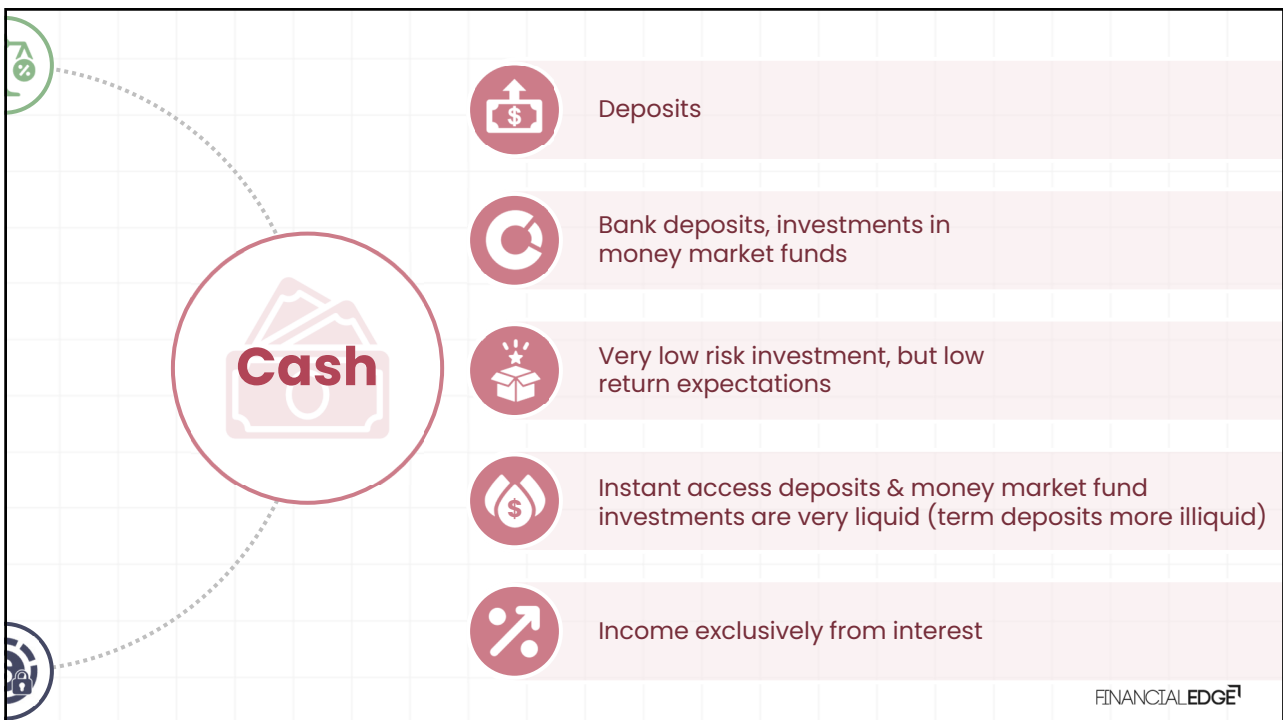 Cash
Deposits
Bank deposits, investments in
money market funds
Very low risk investment, but low
return expectations
Instant access deposits & money market fund
investments are very liquid (term deposits more illiquid)
Income exclusively from interest
FINANCIALEDGE